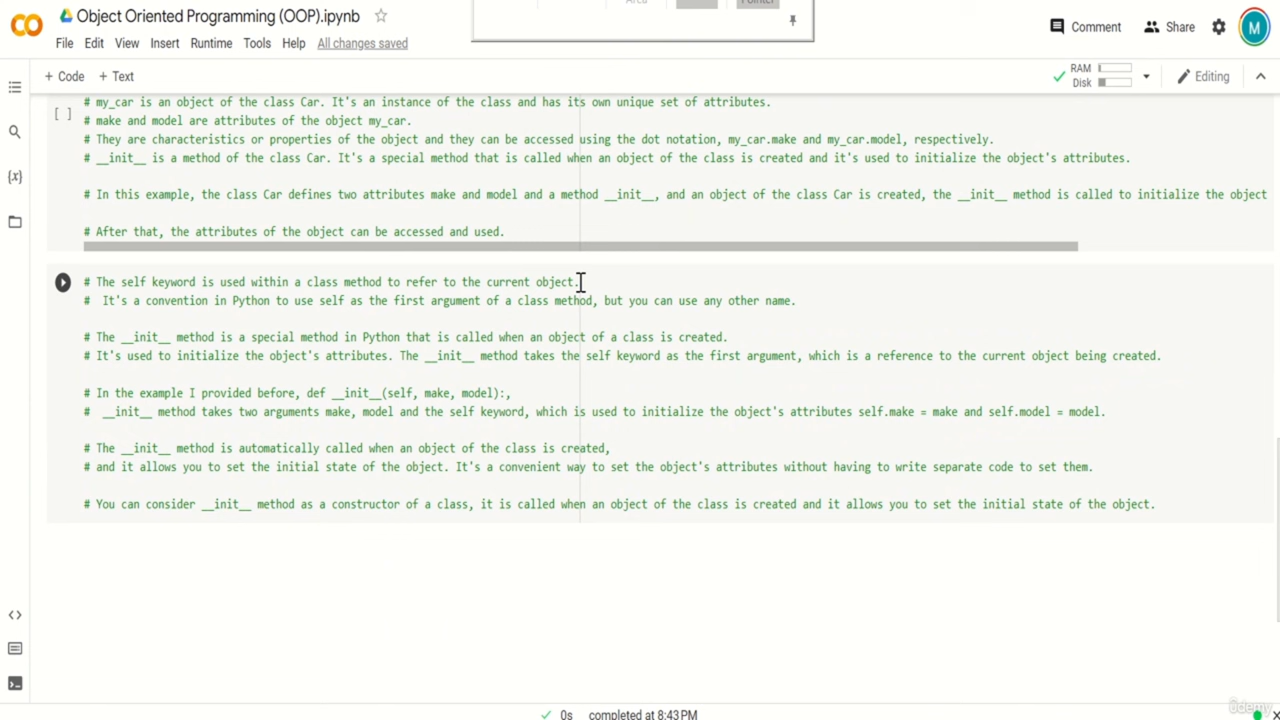 Object Oriented Programming (OOP).ipynb
Comment
Share
M
File Edit View Insert Runtime Tools Help All changes saved
+ Code + Text
RAM
Disk
Editing
# my_car is an object of the class Car. It's an instance of the class and has its own unique set of attributes.
[ ]
# make and model are attributes of the object my_car.
# They are characteristics or properties of the object and they can be accessed using the dot notation, my_car.make and my_car.model, respectively.
# __init__ is a method of the class Car. It's a special method that is called when an object of the class is created and it's used to initialize the object's attributes.
# In this example, the class Car defines two attributes make and model and a method __init__, and an object of the class Car is created, the __init__ method is called to initialize the object
# After that, the attributes of the object can be accessed and used.
# The self keyword is used within a class method to refer to the current object.
#  It's a convention in Python to use self as the first argument of a class method, but you can use any other name.
# The __init__ method is a special method in Python that is called when an object of a class is created.
# It's used to initialize the object's attributes. The __init__ method takes the self keyword as the first argument, which is a reference to the current object being created.
# In the example I provided before, def __init__(self, make, model):,
#  __init__ method takes two arguments make, model and the self keyword, which is used to initialize the object's attributes self.make = make and self.model = model.
# The __init__ method is automatically called when an object of the class is created,
# and it allows you to set the initial state of the object. It's a convenient way to set the object's attributes without having to write separate code to set them.
# You can consider __init__ method as a constructor of a class, it is called when an object of the class is created and it allows you to set the initial state of the object.
0s completed at 8:43 PM
ûdemy